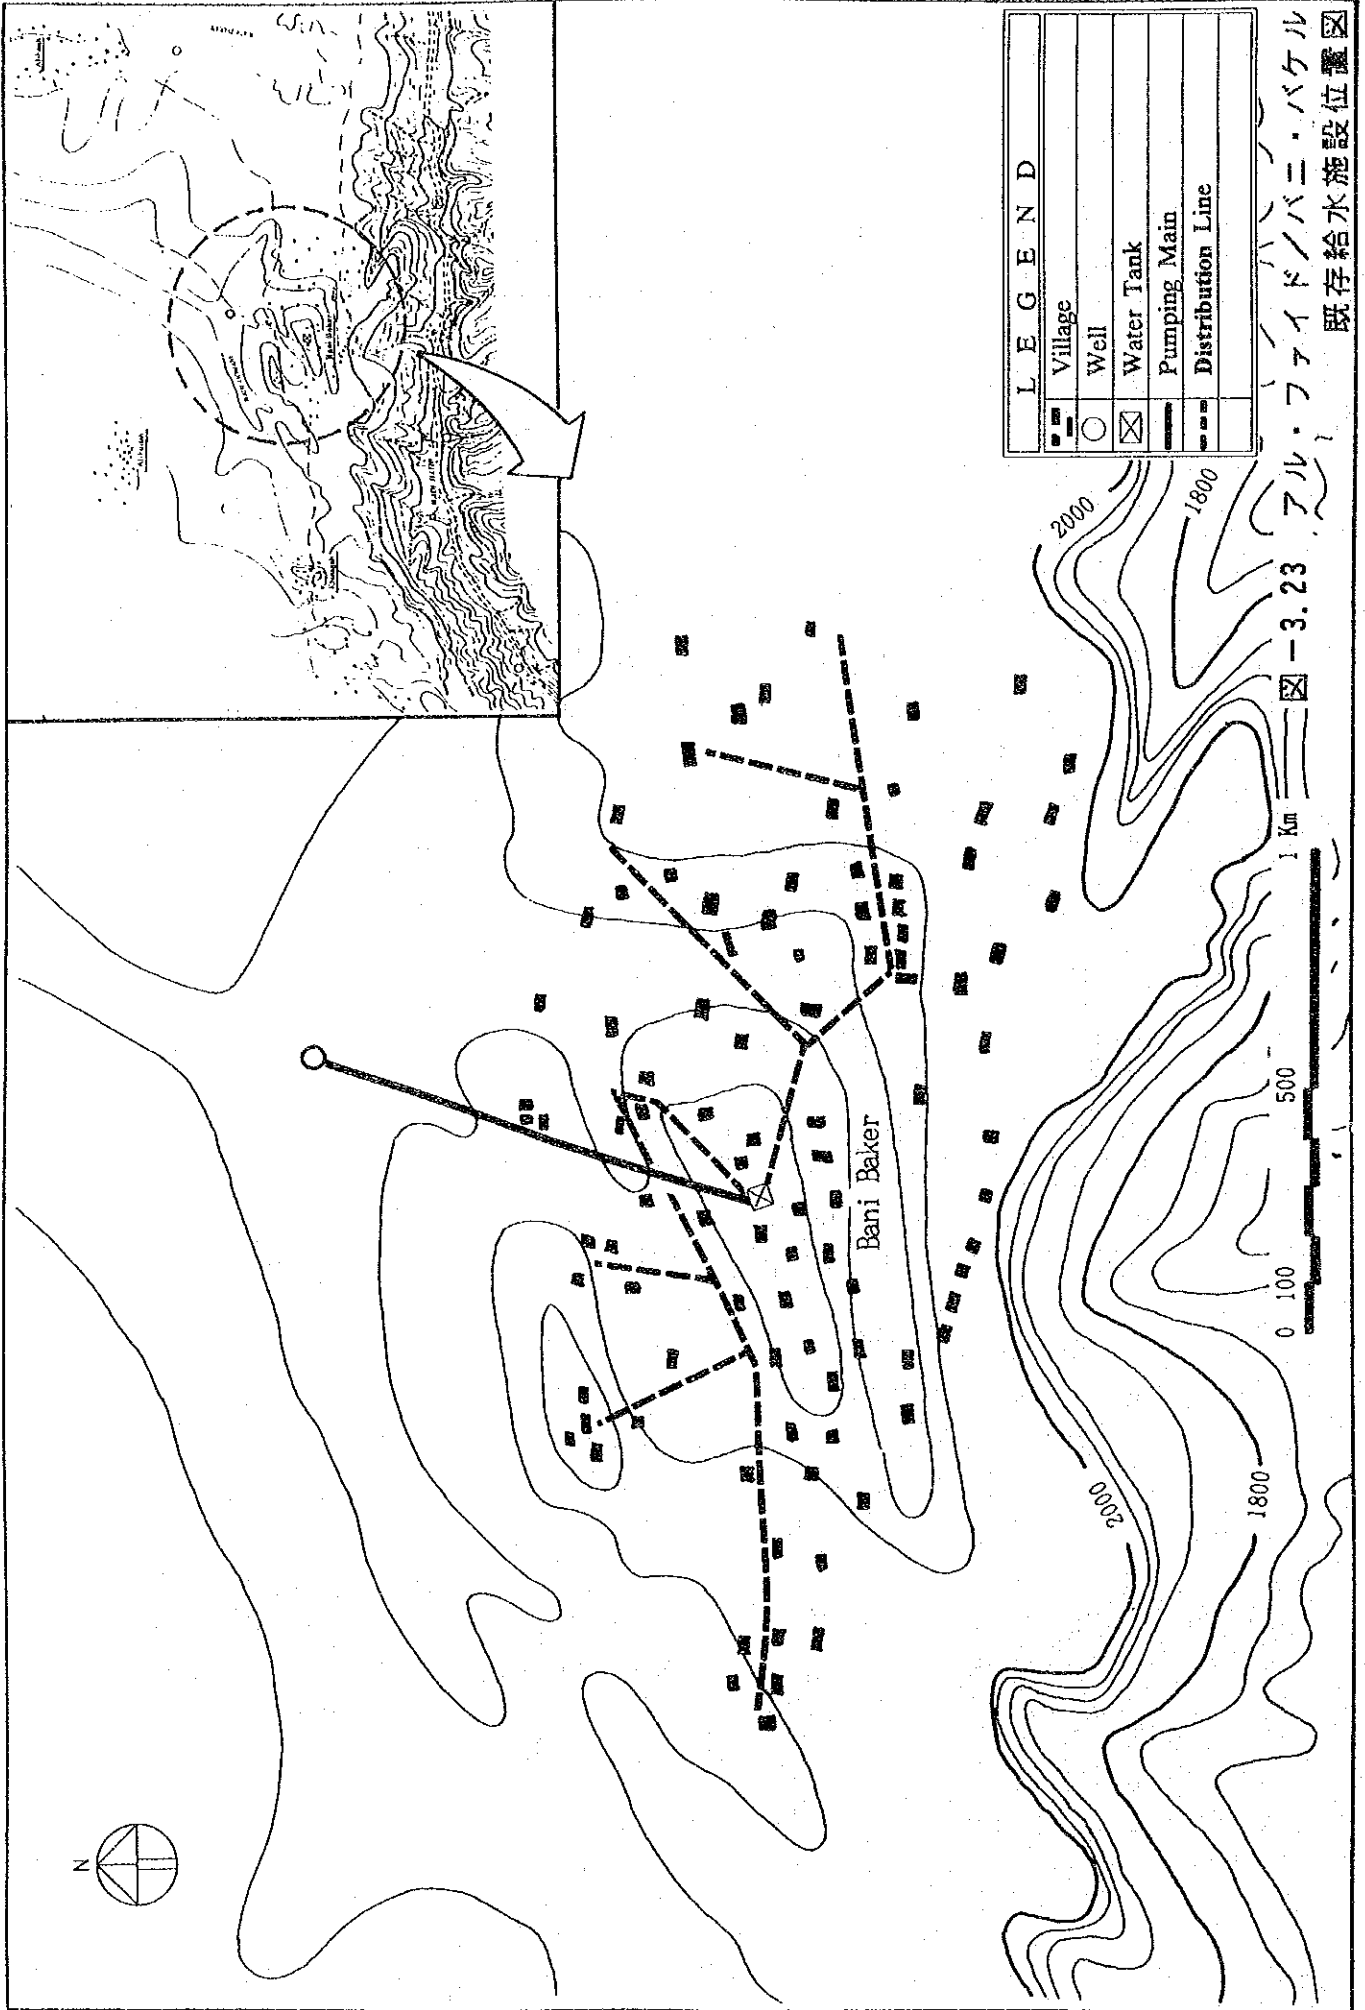 N
Bani Baker
2000
1800
2000
1800
LEGEND
Village
Well
Water Tank
Pumping Main
Distribution Line
0 100 500 1 Km
図-3.23 アル・ファイド/バニ・バケル
既存給水施設位置図